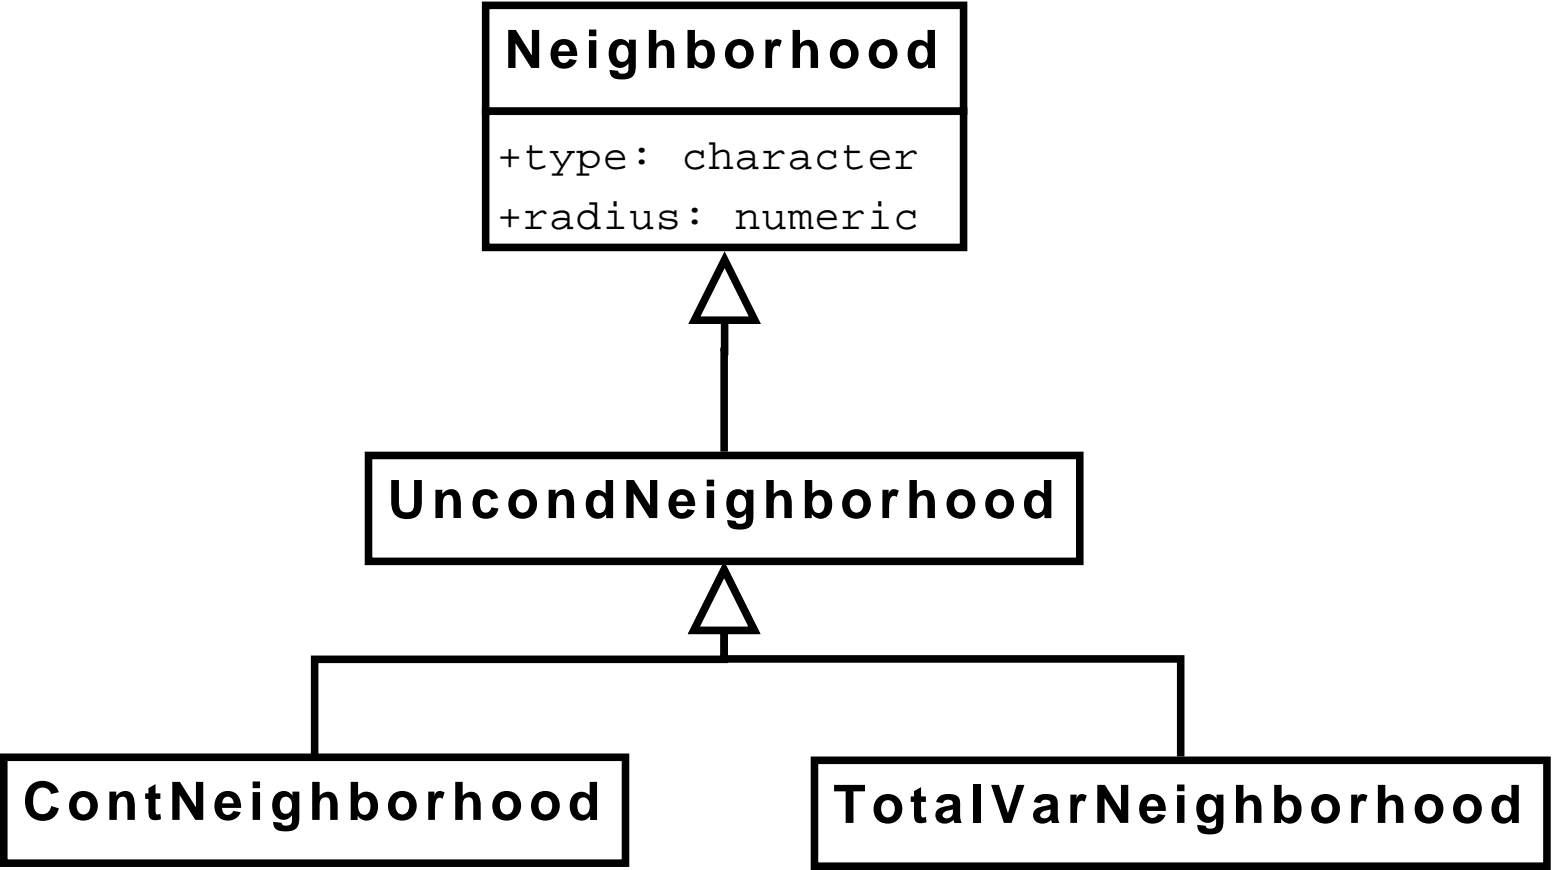 Neighborhood
+type: character
+radius: numeric
UncondNeighborhood
ContNeighborhood
TotalVarNeighborhood